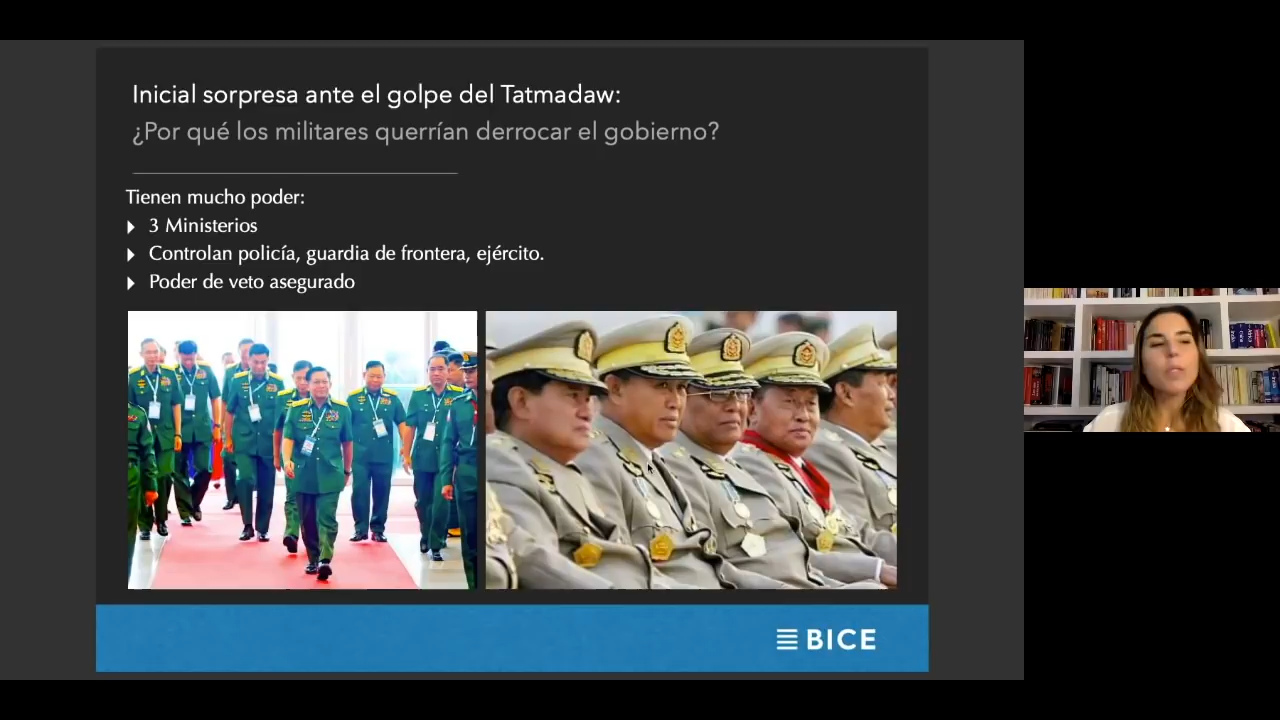 Inicial sorpresa ante el golpe del Tatmadaw:
¿Por qué los militares querrían derrocar el gobierno?
Tienen mucho poder:
3 Ministerios
Controlan policía, guardia de frontera, ejército.
Poder de veto asegurado
BICE